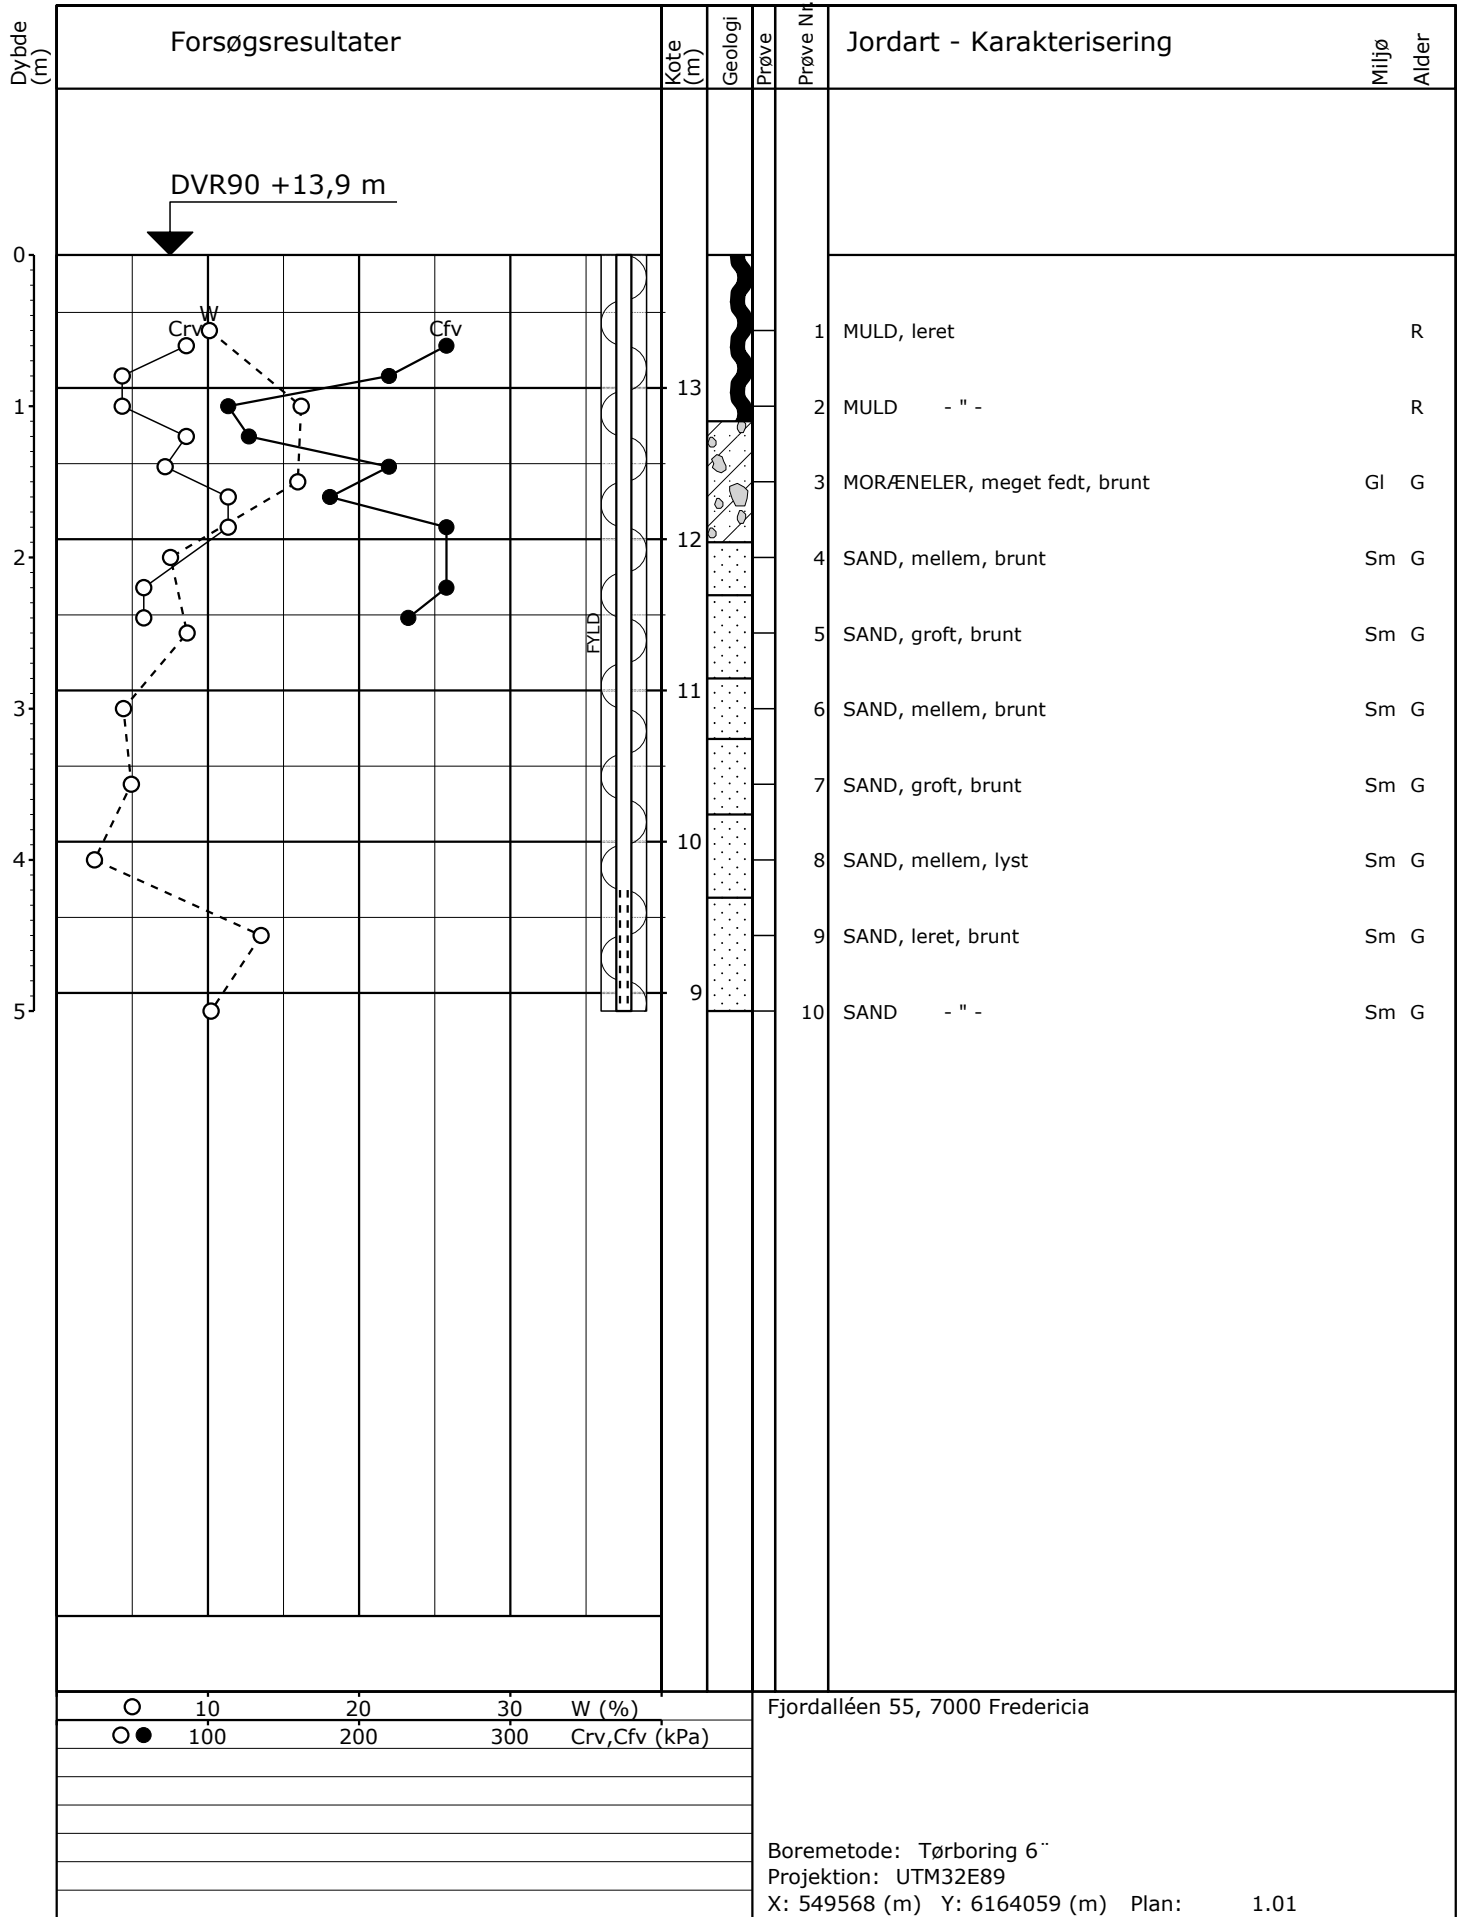 Dybde (m)
Forsøgsresultater
Kote (m)
Geologi
Prøve
Prøve Nr.
Jordart - Karakterisering
Miljø
Alder
DVR90 +13,9 m
0
W
Crv
Cfv
1 MULD, leret R
13
1
2 MULD - " - R
3 MORÆNELER, meget fedt, brunt Gl G
12
2
4 SAND, mellem, brunt Sm G
FYLD
5 SAND, groft, brunt Sm G
11
3
6 SAND, mellem, brunt Sm G
7 SAND, groft, brunt Sm G
10
4
8 SAND, mellem, lyst Sm G
9 SAND, leret, brunt Sm G
9
5
10 SAND - " - Sm G
10 20 30 W (%)
100 200 300 Crv,Cfv (kPa)
Fjordalléen 55, 7000 Fredericia
Boremetode: Tørboring 6¨
Projektion: UTM32E89
X: 549568 (m) Y: 6164059 (m) Plan: 1.01